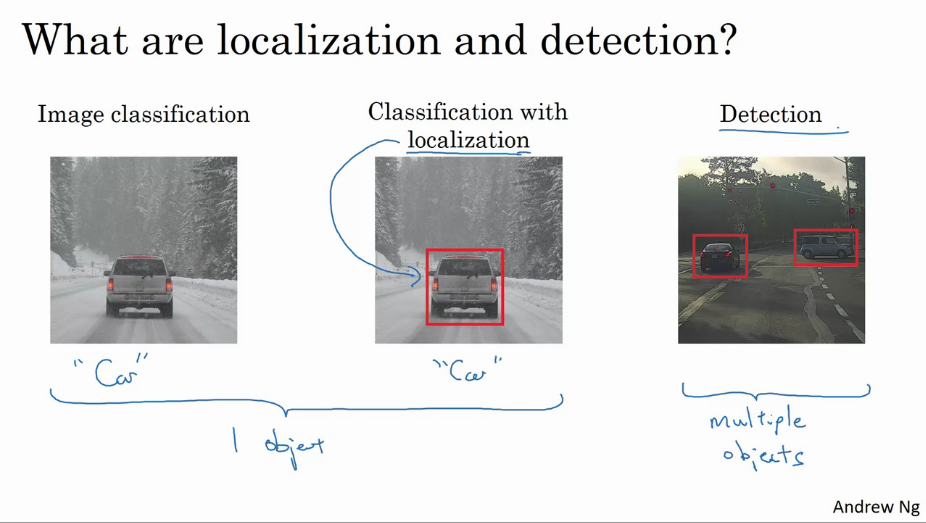 What are localization and detection?
Image classification
Classification with
localization
Detection
"Car"
"Car"
1 object
multiple
objects
Andrew Ng